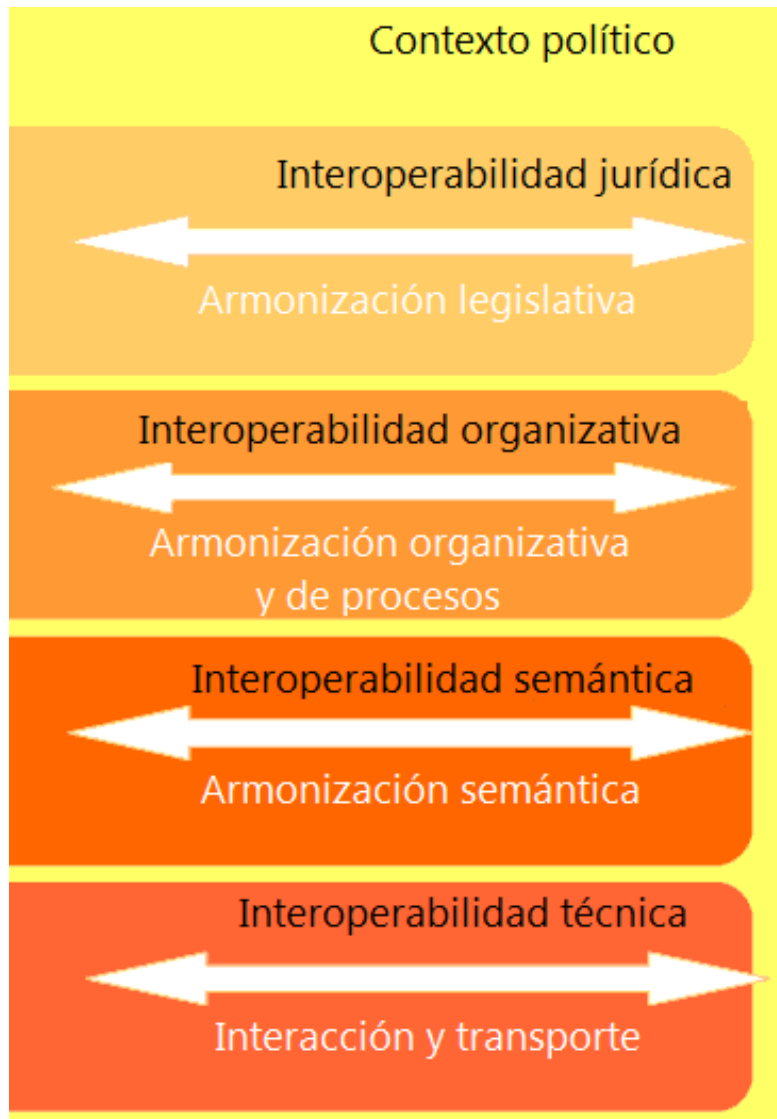 Contexto político
Interoperabilidad jurídica
Armonización legislativa
Interoperabilidad organizativa
Armonización organizativa
y de procesos
Interoperabilidad semántica
Armonización semántica
Interoperabilidad técnica
Interacción y transporte